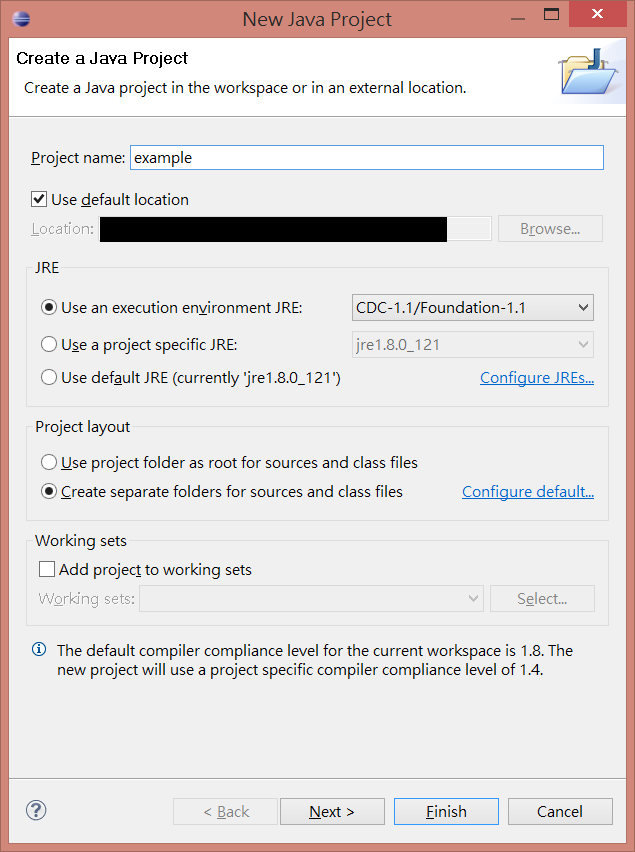 New Java Project
Create a Java Project
Create a Java project in the workspace or in an external location.
Project name: example
Use default location
Location: Browse...
JRE
Use an execution environment JRE: CDC-1.1/Foundation-1.1
Use a project specific JRE: jre1.8.0_121
Use default JRE (currently 'jre1.8.0_121') Configure JREs...
Project layout
Use project folder as root for sources and class files
Create separate folders for sources and class files Configure default...
Working sets
Add project to working sets
Working sets: Select...
The default compiler compliance level for the current workspace is 1.8. The
new project will use a project specific compiler compliance level of 1.4.
? < Back Next > Finish Cancel